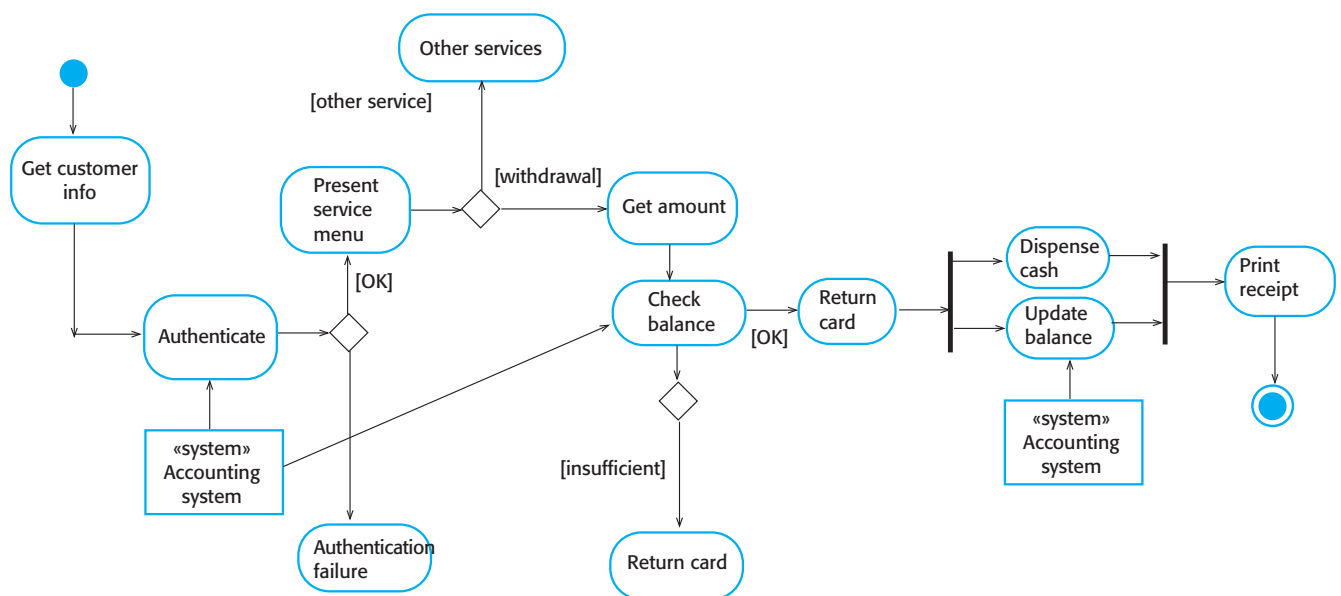 Other services
[other service]
Get customer
info
Present
service
menu
[withdrawal]
Get amount
[OK]
Authenticate
Check
balance
[OK]
Return
card
Dispense
cash
Update
balance
Print
receipt
«system»
Accounting
system
«system»
Accounting
system
[insufficient]
Authentication
failure
Return card